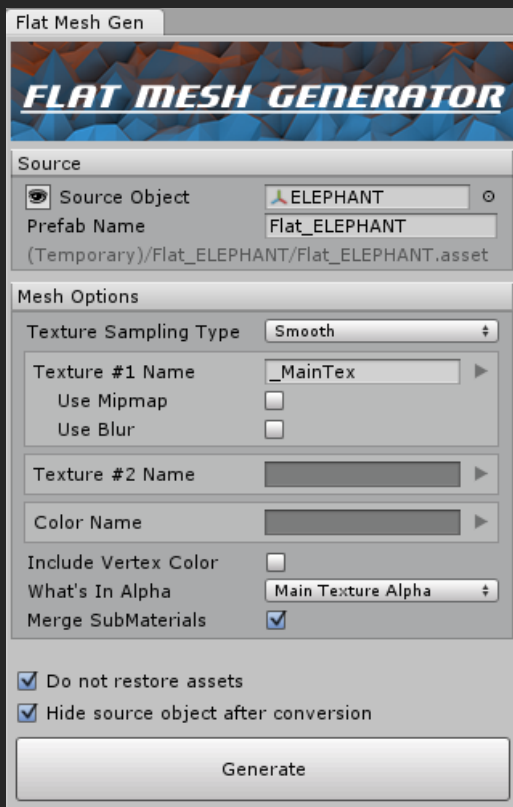 Flat Mesh Gen
FLAT MESH GENERATOR
Source
Source Object ELEPHANT
Prefab Name Flat_ELEPHANT
(Temporary)/Flat_ELEPHANT/Flat_ELEPHANT.asset
Mesh Options
Texture Sampling Type Smooth
Texture #1 Name _MainTex
Use Mipmap
Use Blur
Texture #2 Name
Color Name
Include Vertex Color
What's In Alpha Main Texture Alpha
Merge SubMaterials
Do not restore assets
Hide source object after conversion
Generate